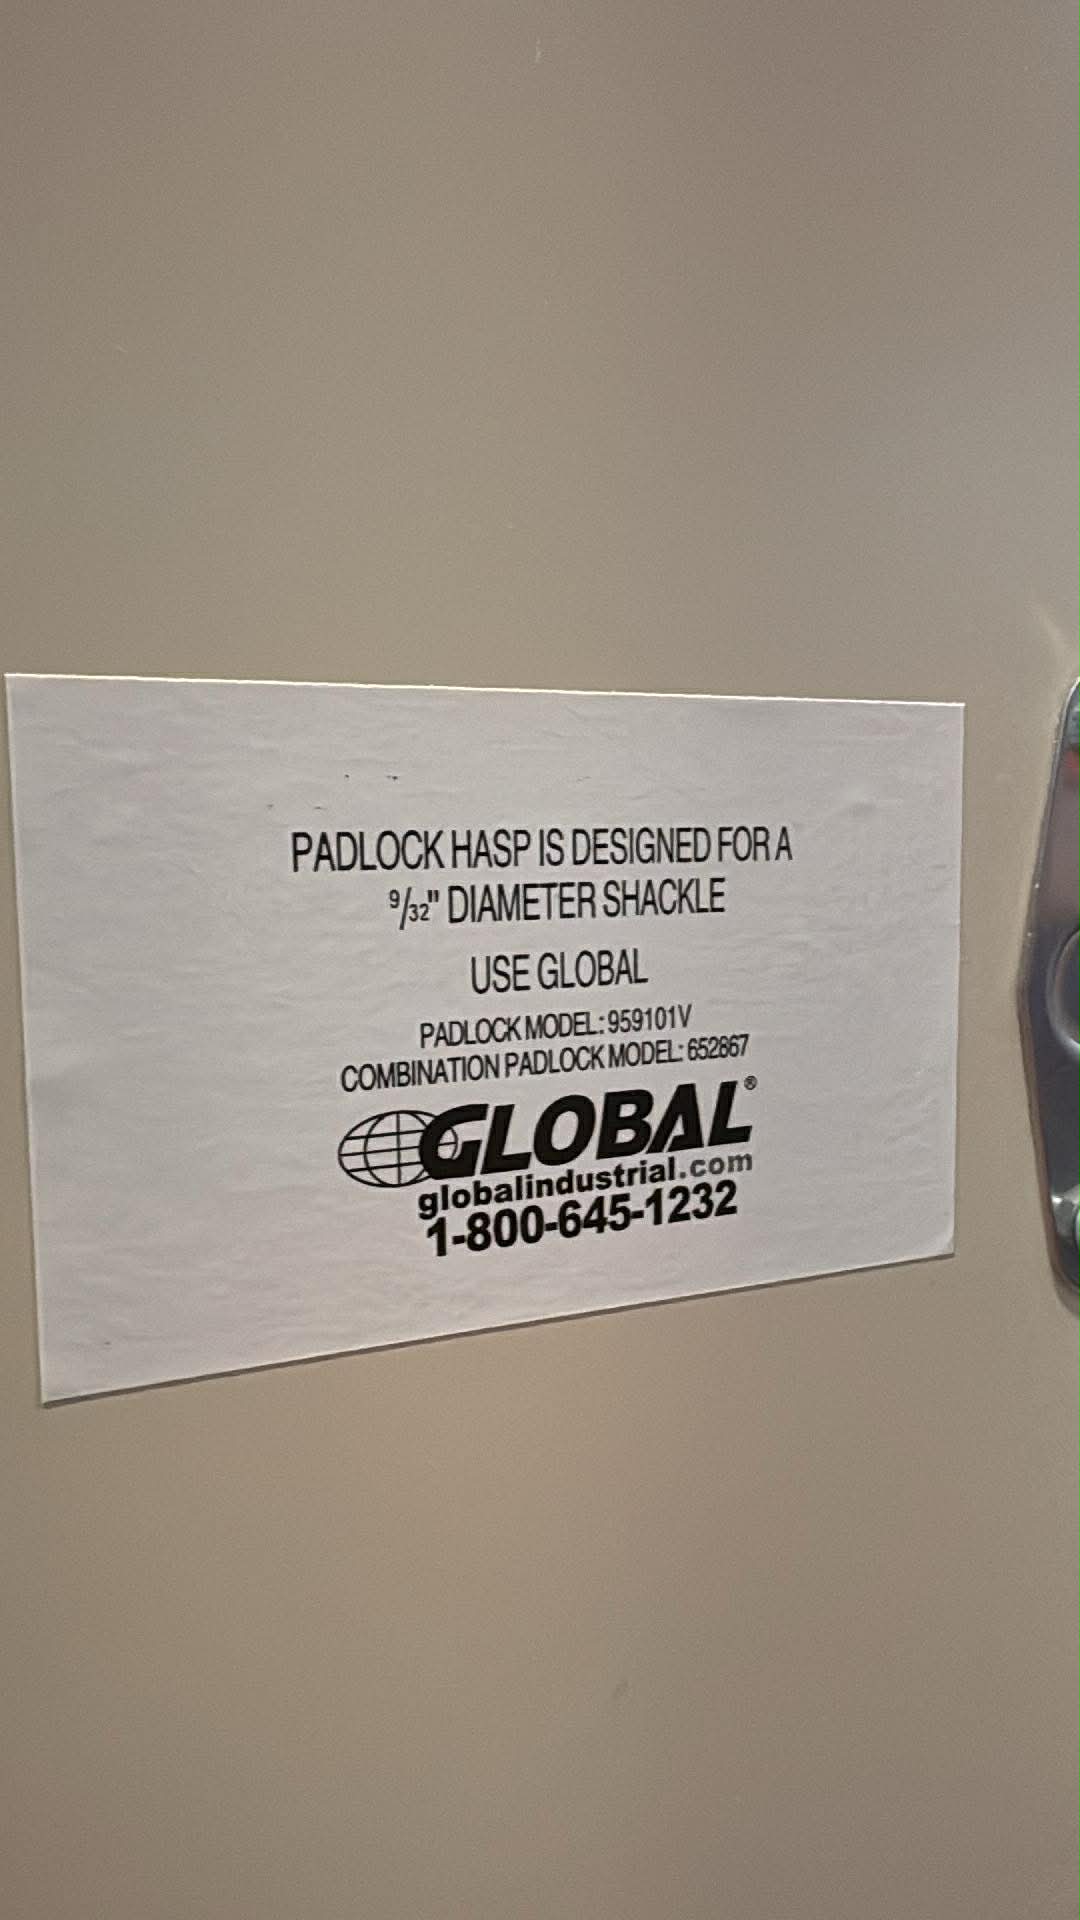 PADLOCK HASP IS DESIGNED FOR A
9/32" DIAMETER SHACKLE
USE GLOBAL
PADLOCK MODEL: 959101V
COMBINATION PADLOCK MODEL: 652867
GLOBAL®
globalindustrial.com
1-800-645-1232